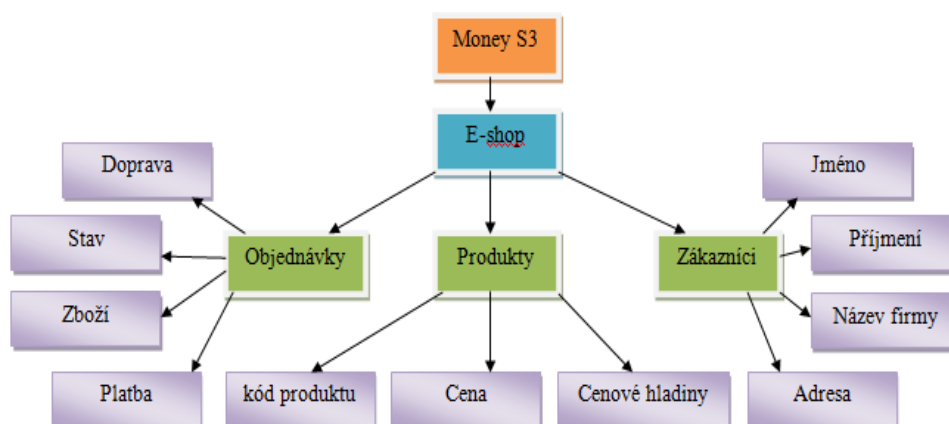 Money S3
E-shop
Doprava
Jméno
Stav
Objednávky
Produkty
Zákazníci
Příjmení
Zboží
Název firmy
Platba
kód produktu
Cena
Cenové hladiny
Adresa